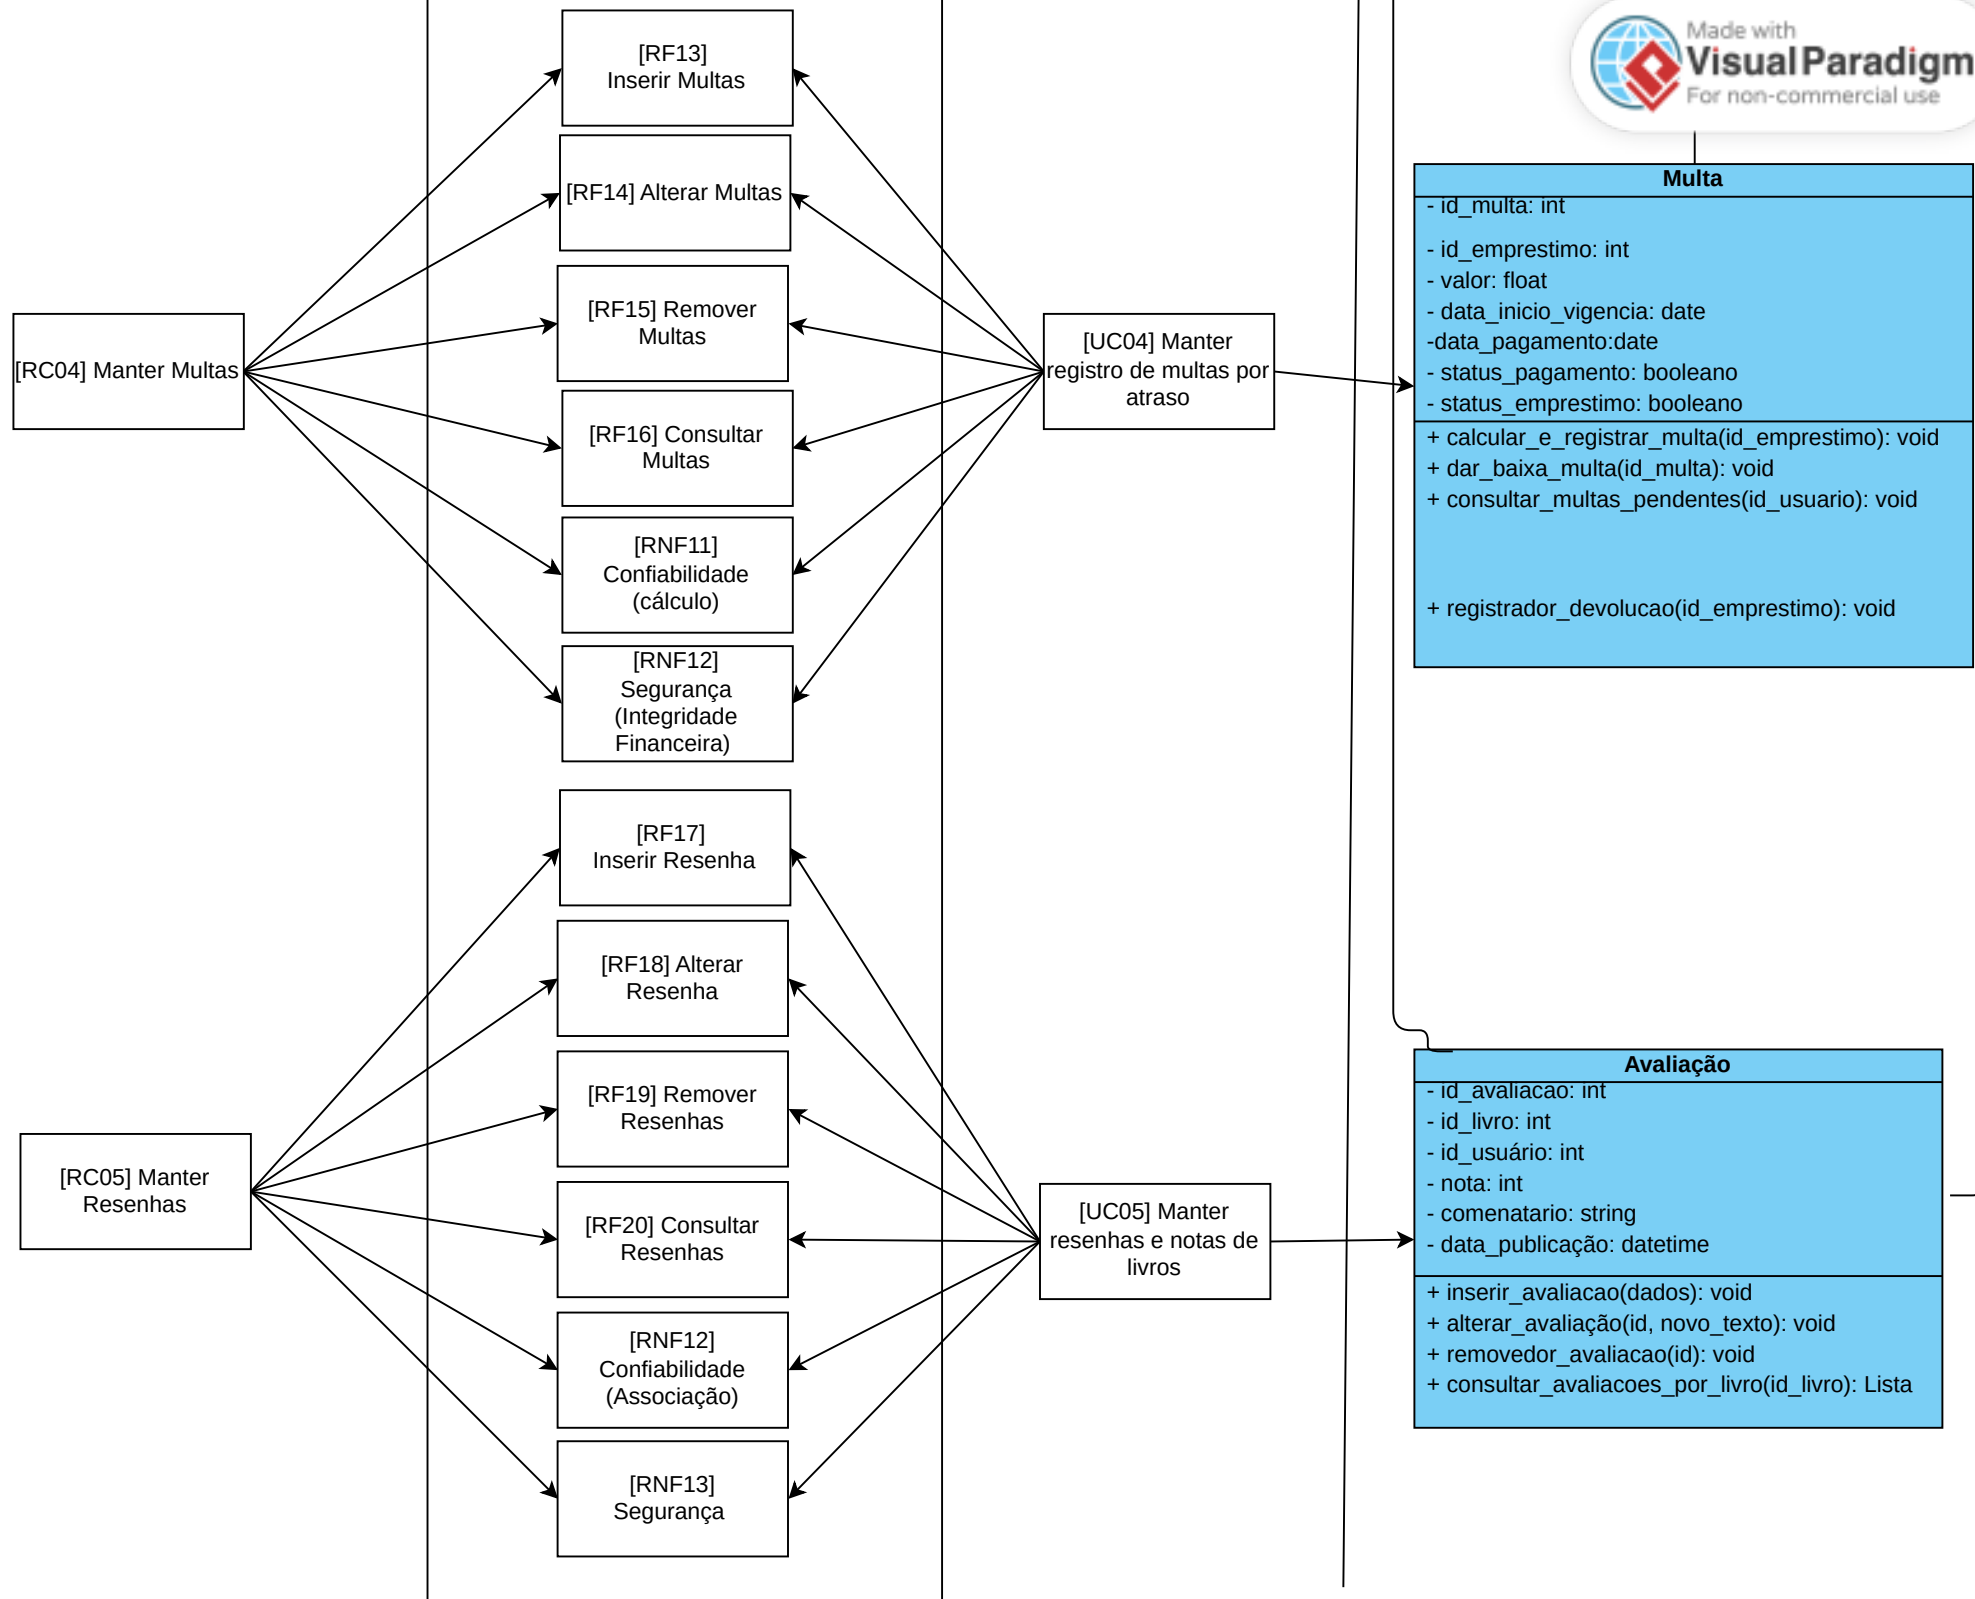 [RF13]
Inserir Multas
[RF14] Alterar Multas
[RF15] Remover
Multas
[RF16] Consultar
Multas
[RNF11]
Confiabilidade
(cálculo)
[RNF12]
Segurança
(Integridade
Financeira)
[RC04] Manter Multas
[UC04] Manter
registro de multas por
atraso
Made with
Visual Paradigm
For non-commercial use
Multa
- id_multa: int
- id_emprestimo: int
- valor: float
- data_inicio_vigencia: date
-data_pagamento:date
- status_pagamento: booleano
- status_emprestimo: booleano
+ calcular_e_registrar_multa(id_emprestimo): void
+ dar_baixa_multa(id_multa): void
+ consultar_multas_pendentes(id_usuario): void
+ registrador_devolucao(id_emprestimo): void
[RF17]
Inserir Resenha
[RF18] Alterar
Resenha
[RF19] Remover
Resenhas
[RF20] Consultar
Resenhas
[RNF12]
Confiabilidade
(Associação)
[RNF13]
Segurança
[RC05] Manter
Resenhas
[UC05] Manter
resenhas e notas de
livros
Avaliação
- id_avaliacao: int
- id_livro: int
- id_usuário: int
- nota: int
- comenatario: string
- data_publicação: datetime
+ inserir_avaliacao(dados): void
+ alterar_avaliação(id, novo_texto): void
+ removedor_avaliacao(id): void
+ consultar_avaliacoes_por_livro(id_livro): Lista